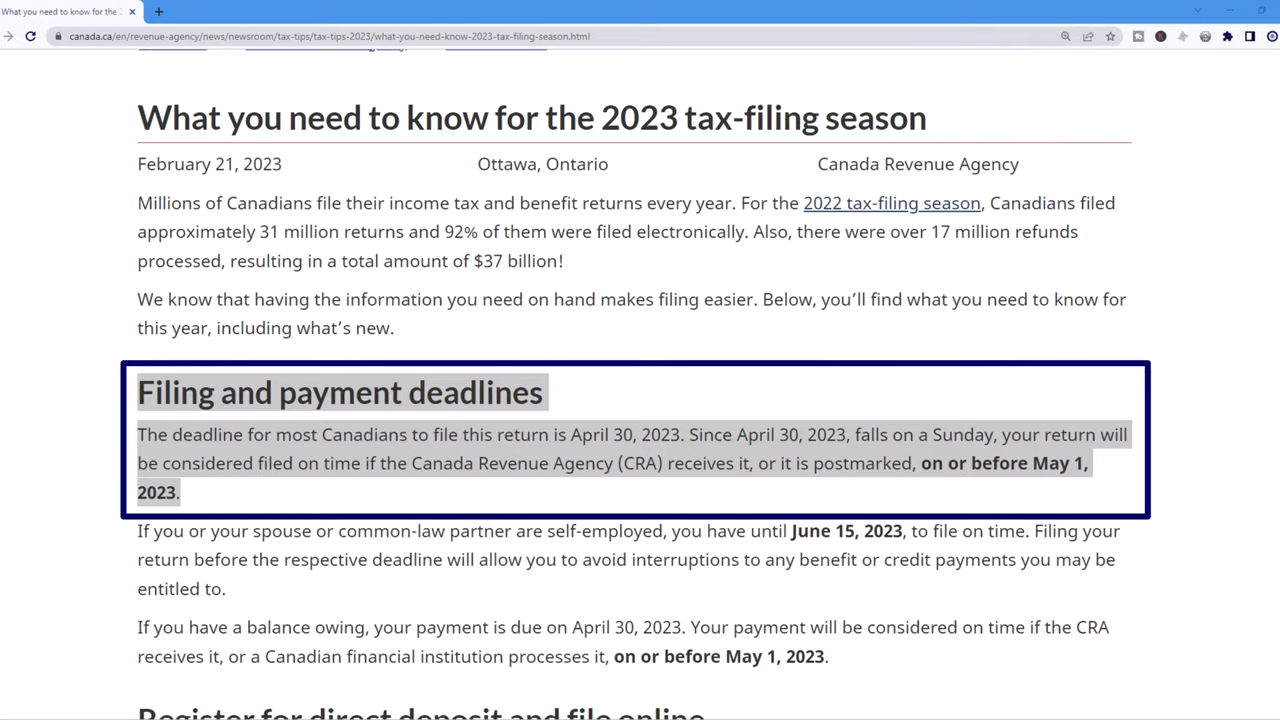 What you need to know for the 2
canada.ca/en/revenue-agency/news/newsroom/tax-tips/tax-tips-2023/what-you-need-know-2023-tax-filing-season.html
What you need to know for the 2023 tax-filing season
February 21, 2023 Ottawa, Ontario Canada Revenue Agency
Millions of Canadians file their income tax and benefit returns every year. For the 2022 tax-filing season, Canadians filed
approximately 31 million returns and 92% of them were filed electronically. Also, there were over 17 million refunds
processed, resulting in a total amount of $37 billion!
We know that having the information you need on hand makes filing easier. Below, you’ll find what you need to know for
this year, including what’s new.
Filing and payment deadlines
The deadline for most Canadians to file this return is April 30, 2023. Since April 30, 2023, falls on a Sunday, your return will
be considered filed on time if the Canada Revenue Agency (CRA) receives it, or it is postmarked, on or before May 1,
2023.
If you or your spouse or common-law partner are self-employed, you have until June 15, 2023, to file on time. Filing your
return before the respective deadline will allow you to avoid interruptions to any benefit or credit payments you may be
entitled to.
If you have a balance owing, your payment is due on April 30, 2023. Your payment will be considered on time if the CRA
receives it, or a Canadian financial institution processes it, on or before May 1, 2023.
Register for direct deposit and file online